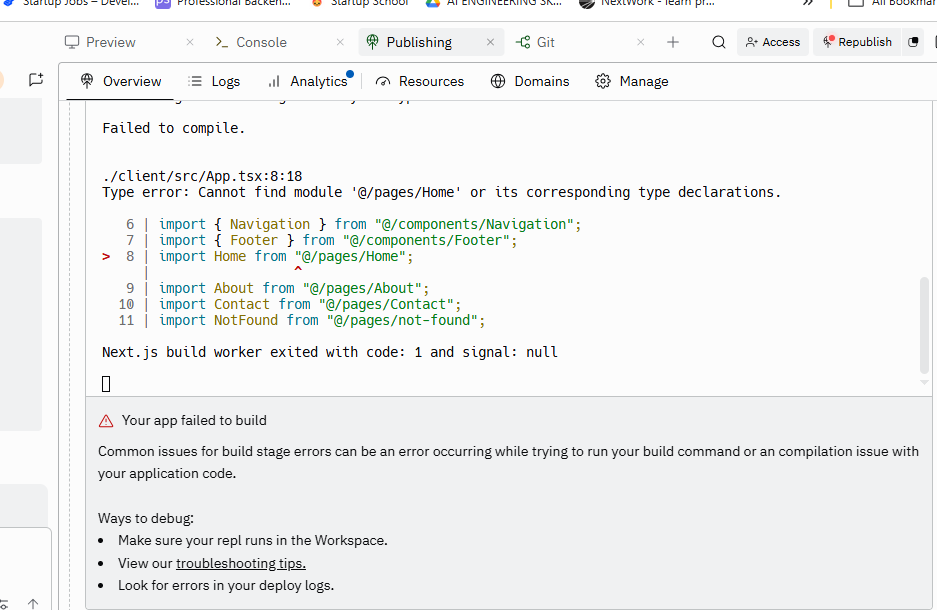 Startup Jobs – Devel...
Professional Backen...
Startup School
AI ENGINEERING SK...
NextWork - Team pr...
All Bookmar
Preview
Console
Publishing
Git
Access
Republish
Overview
Logs
Analytics
Resources
Domains
Manage
Failed to compile.
./client/src/App.tsx:8:18
Type error: Cannot find module '@/pages/Home' or its corresponding type declarations.
6 | import { Navigation } from "@/components/Navigation";
7 | import { Footer } from "@/components/Footer";
> 8 | import Home from "@/pages/Home";
| ^
9 | import About from "@/pages/About";
10 | import Contact from "@/pages/Contact";
11 | import NotFound from "@/pages/not-found";
Next.js build worker exited with code: 1 and signal: null
Your app failed to build
Common issues for build stage errors can be an error occurring while trying to run your build command or an compilation issue with
your application code.
Ways to debug:
• Make sure your repl runs in the Workspace.
• View our troubleshooting tips.
• Look for errors in your deploy logs.